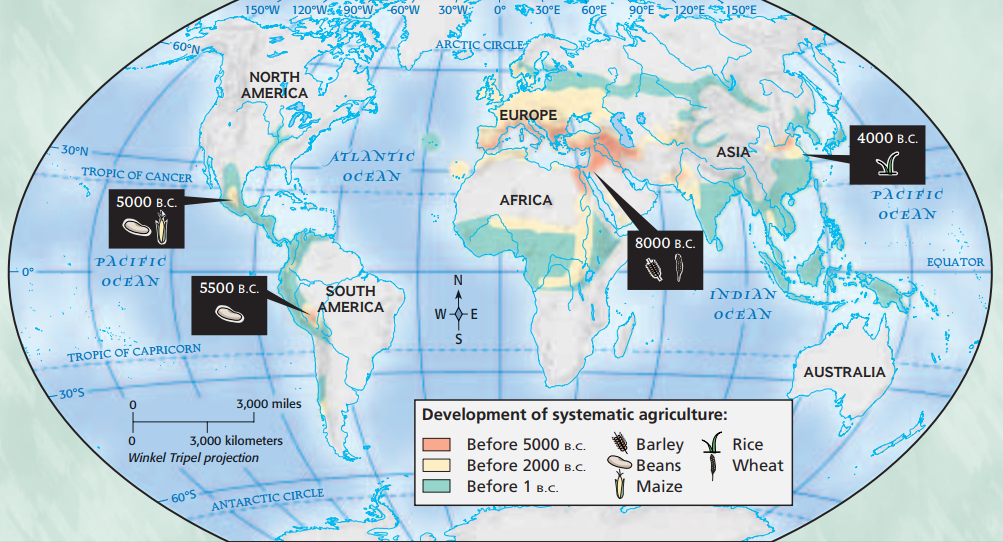 150°W 120°W 90°W 60°W 30°W 0° 30°E 60°E 90°E 120°E 150°E
60°N
ARCTIC CIRCLE
NORTH
AMERICA
EUROPE
ASIA
4000 B.C.
30°N
TROPIC OF CANCER
ATLANTIC
OCEAN
PACIFIC
OCEAN
5000 B.C.
AFRICA
8000 B.C.
PACIFIC
OCEAN
0°
EQUATOR
5500 B.C.
SOUTH
AMERICA
N
W E
S
INDIAN
OCEAN
TROPIC OF CAPRICORN
AUSTRALIA
30°S
0 3,000 miles
0 3,000 kilometers
Winkel Tripel projection
60°S
ANTARCTIC CIRCLE
Development of systematic agriculture:
Before 5000 B.C. Barley Rice
Before 2000 B.C. Beans Wheat
Before 1 B.C. Maize